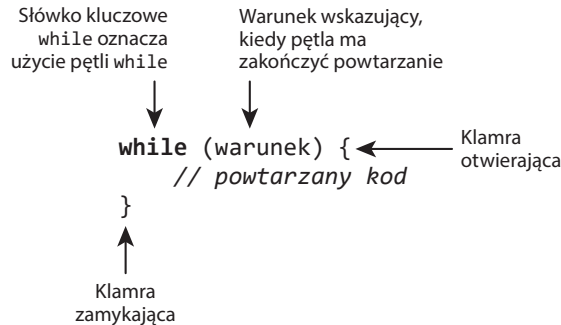 Słówko kluczowe
while oznacza
użycie pętli while
Warunek wskazujący,
kiedy pętla ma
zakończyć powtarzanie
while (warunek) {
// powtarzany kod
}
Klamra
otwierająca
Klamra
zamykająca